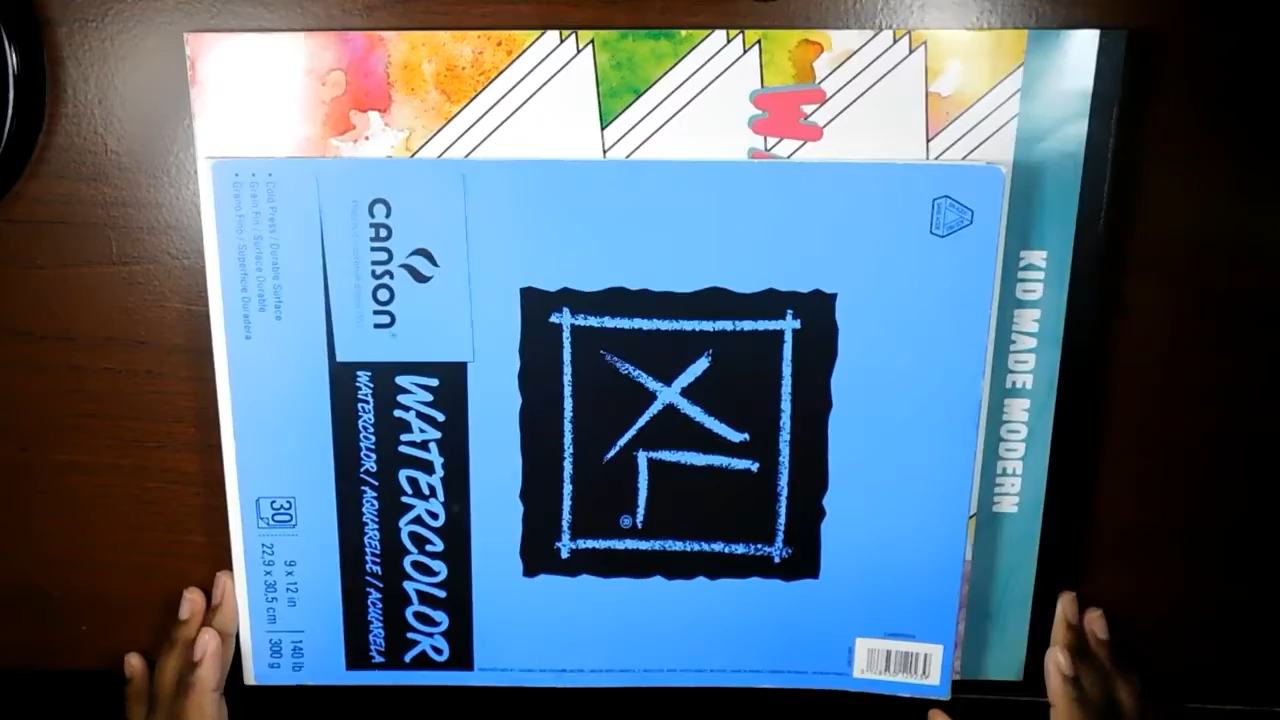 KID MADE MODERN
W
XL®
CANSON®
WATERCOLOR
WATERCOLOR / AQUARELLE / ACUARELA
• Cold Press / Durable Surface
• Grain Fin / Surface Durable
• Grano Fino / Superficie Duradera
30
9 x 12 in | 140 lb
22,9 x 30,5 cm | 300 g